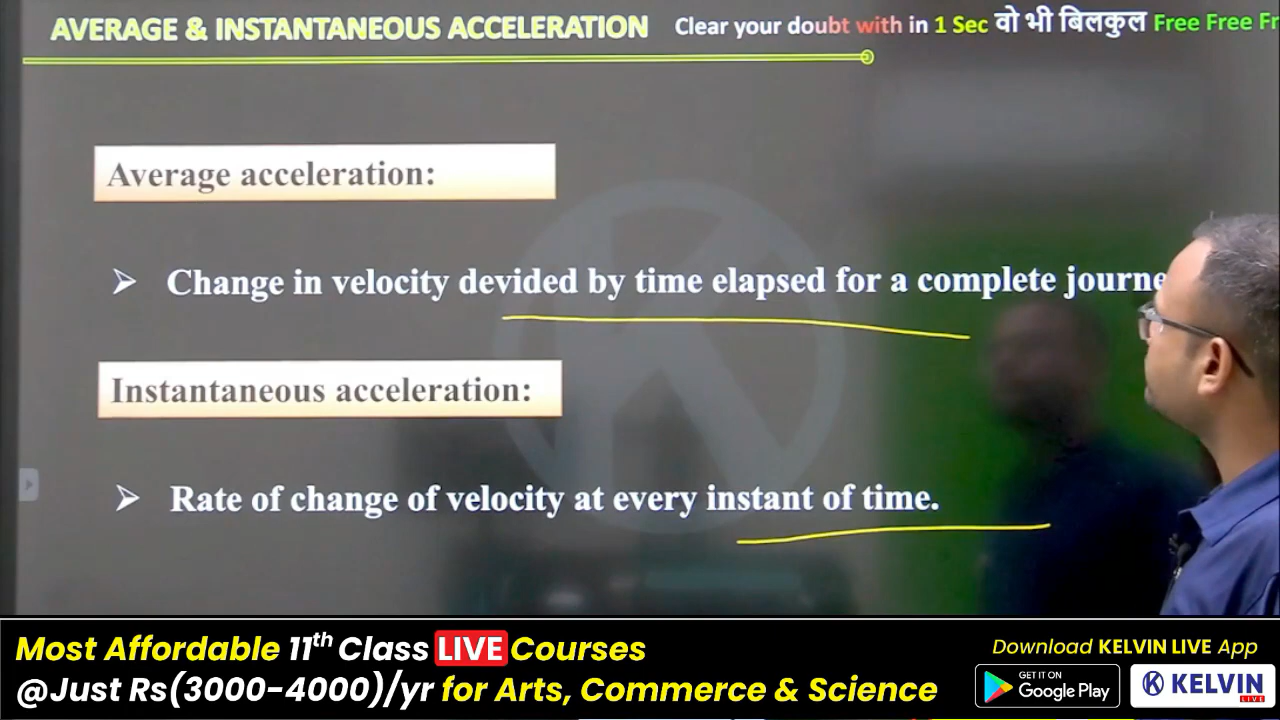 AVERAGE & INSTANTANEOUS ACCELERATION
Clear your doubt with in 1 Sec वो भी बिलकुल Free Free Fr
Average acceleration:
➢ Change in velocity devided by time elapsed for a complete journe
Instantaneous acceleration:
➢ Rate of change of velocity at every instant of time.
Most Affordable 11th Class LIVE Courses
@Just Rs(3000-4000)/yr for Arts, Commerce & Science
Download KELVIN LIVE App
GET IT ON
Google Play
KELVIN
LIVE